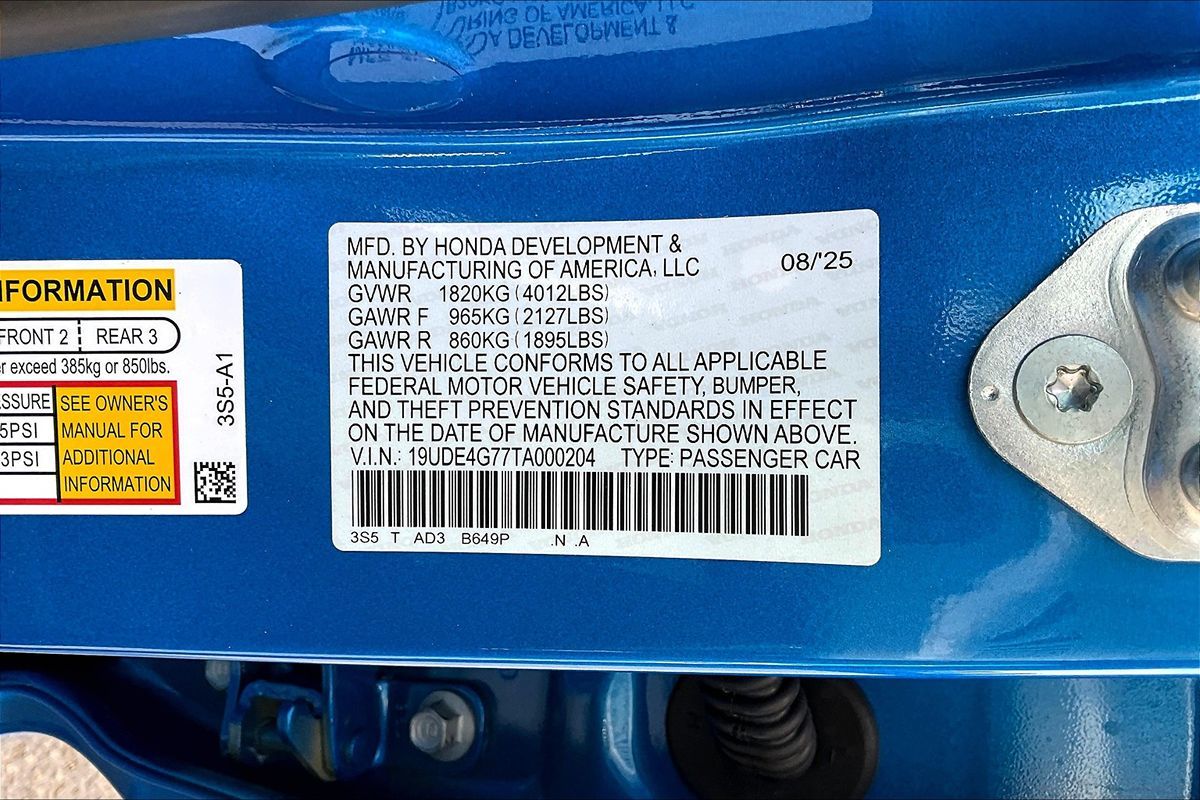 NFORMATION
FRONT 2 REAR 3
exceed 385kg or 850lbs.
SEE OWNER'S
MANUAL FOR
ADDITIONAL
INFORMATION
3S5-A1
MFD. BY HONDA DEVELOPMENT & 08/'25
MANUFACTURING OF AMERICA, LLC
GVWR 1820KG (4012LBS)
GAWR F 965KG (2127LBS)
GAWR R 860KG (1895LBS)
THIS VEHICLE CONFORMS TO ALL APPLICABLE
FEDERAL MOTOR VEHICLE SAFETY, BUMPER,
AND THEFT PREVENTION STANDARDS IN EFFECT
ON THE DATE OF MANUFACTURE SHOWN ABOVE.
V.I.N.: 19UDE4G77TA000204 TYPE: PASSENGER CAR
3S5 T AD3 B649P .N .A